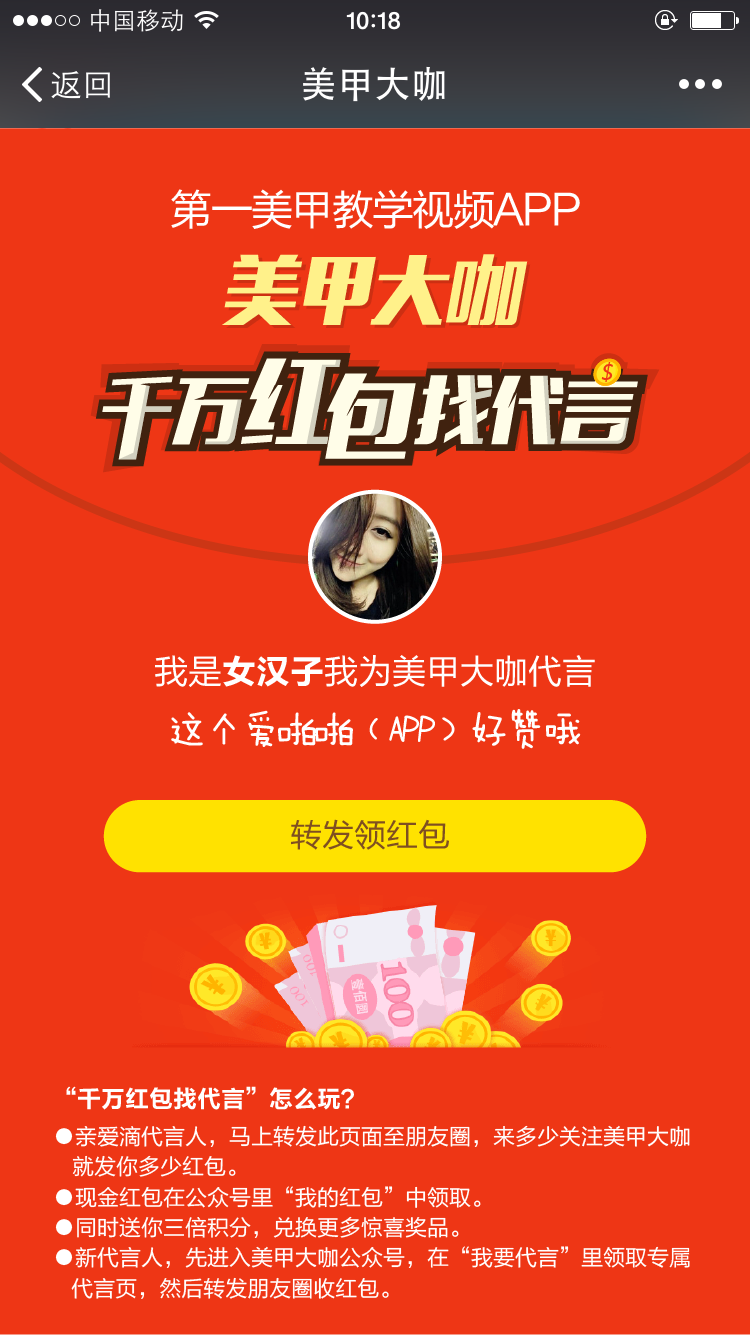 中国移动 10:18
返回 美甲大咖
第一美甲教学视频APP
美甲大咖
千万红包找代言
我是女汉子我为美甲大咖代言
这个爱啪啪（APP）好赞哦
转发领红包
100
100
壹佰圆
100
“千万红包找代言”怎么玩？
●亲爱滴代言人，马上转发此页面至朋友圈，来多少关注美甲大咖
就发你多少红包。
●现金红包在公众号里“我的红包”中领取。
●同时送你三倍积分，兑换更多惊喜奖品。
●新代言人，先进入美甲大咖公众号，在“我要代言”里领取专属
代言页，然后转发朋友圈收红包。